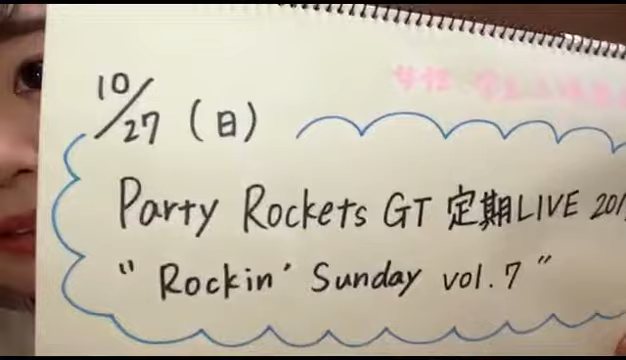 10/27 (日)
Party Rockets GT 定期LIVE
"Rockin' Sunday vol.7"